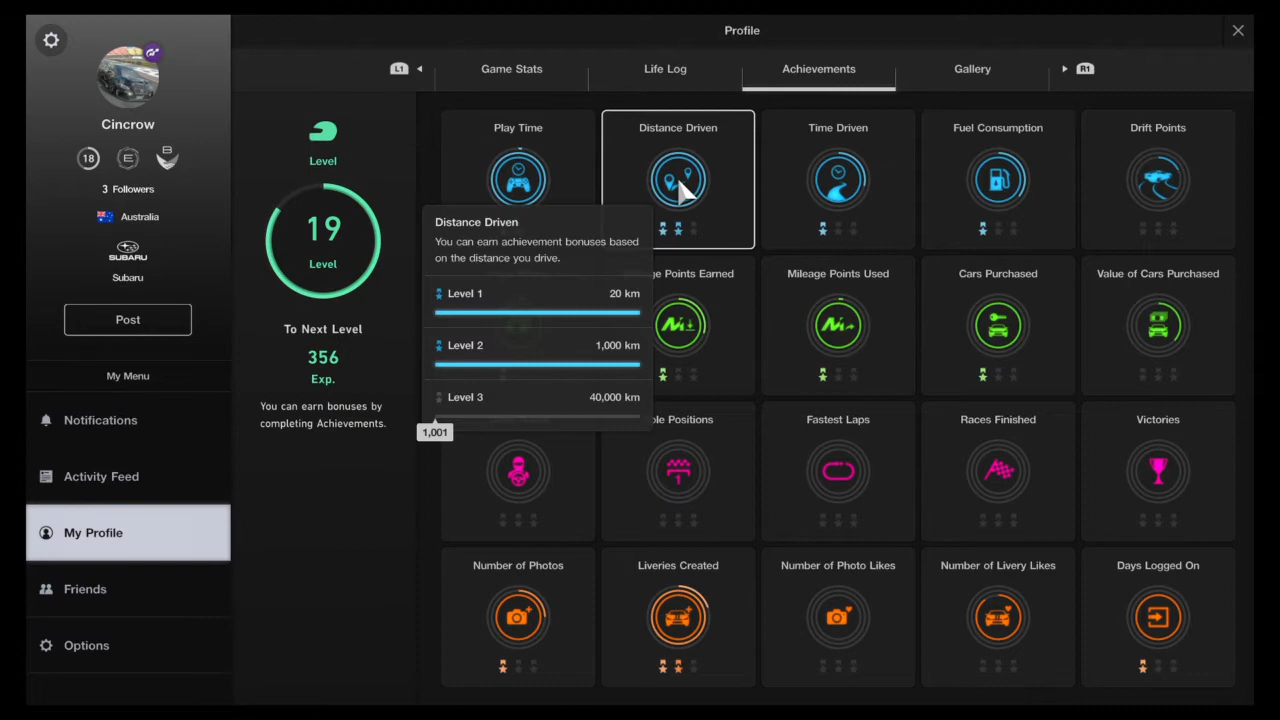 Profile
L1
Game Stats
Life Log
Achievements
Gallery
R1
Cincrow
18
E
B
3 Followers
Australia
SUBARU
Subaru
Post
My Menu
Notifications
Activity Feed
My Profile
Friends
Options
Level
19
Level
To Next Level
356
Exp.
You can earn bonuses by
completing Achievements.
Play Time
Distance Driven
Time Driven
Fuel Consumption
Drift Points
Distance Driven
You can earn achievement bonuses based
on the distance you drive.
Level 1 20 km
Level 2 1,000 km
Level 3 40,000 km
1,001
ge Points Earned
Mileage Points Used
Cars Purchased
Value of Cars Purchased
le Positions
1
Fastest Laps
Races Finished
Victories
Number of Photos
Liveries Created
Number of Photo Likes
Number of Livery Likes
Days Logged On